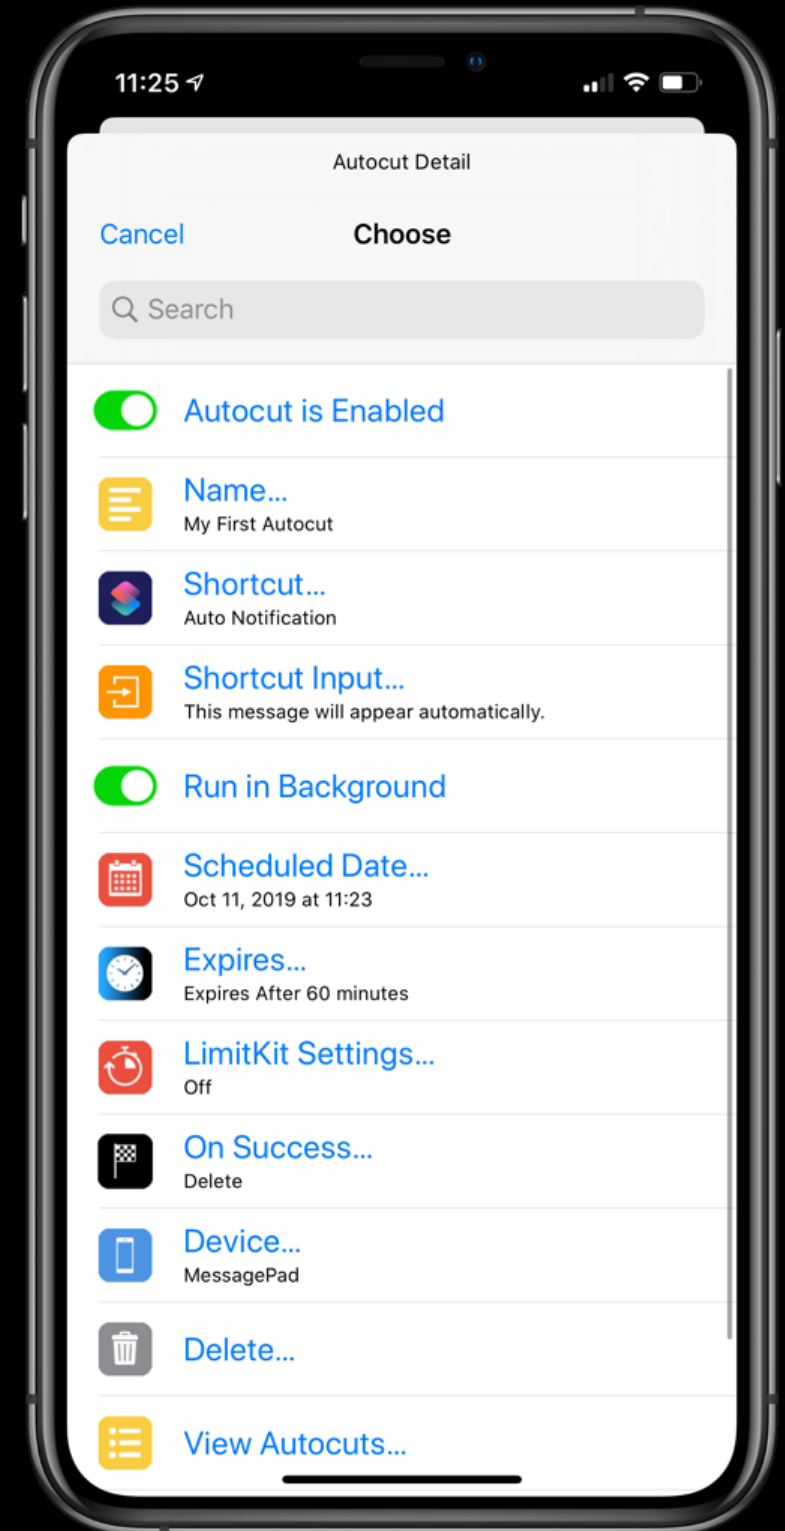 11:25
Autocut Detail
Cancel
Choose
Search
Autocut is Enabled
Name...
My First Autocut
Shortcut...
Auto Notification
Shortcut Input...
This message will appear automatically.
Run in Background
Scheduled Date...
Oct 11, 2019 at 11:23
Expires...
Expires After 60 minutes
LimitKit Settings...
Off
On Success...
Delete
Device...
MessagePad
Delete...
View Autocuts...